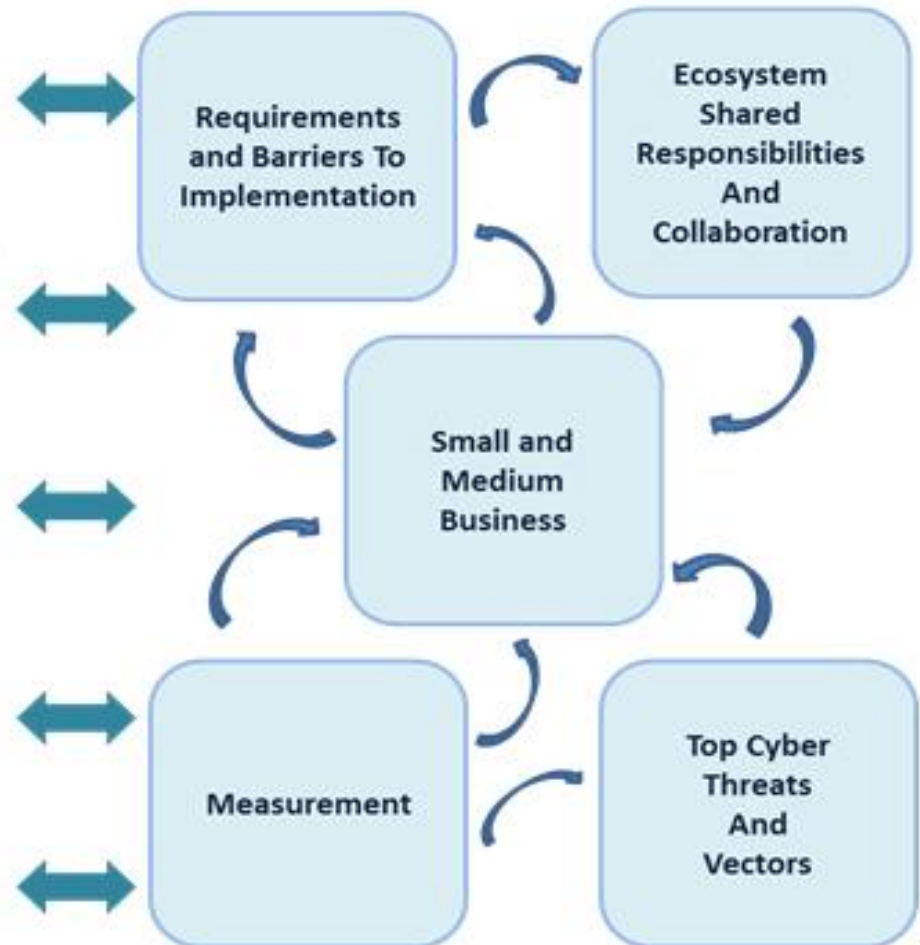 Requirements
and Barriers To
Implementation
Ecosystem
Shared
Responsibilities
And
Collaboration
Small and
Medium
Business
Measurement
Top Cyber
Threats
And
Vectors